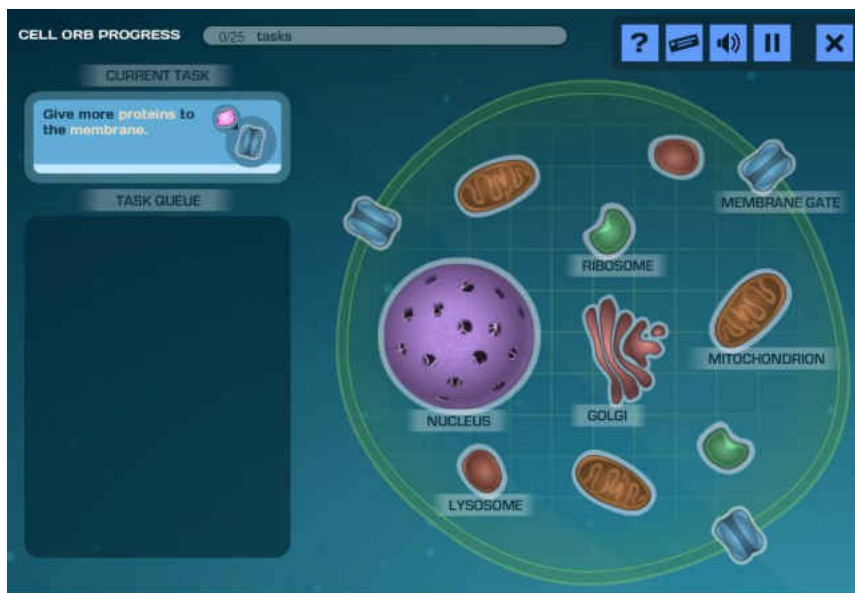 CELL ORB PROGRESS
0/25 tasks
?
CURRENT TASK
Give more proteins to
the membrane.
TASK QUEUE
MEMBRANE GATE
RIBOSOME
MITOCHONDRION
NUCLEUS
GOLGI
LYSOSOME